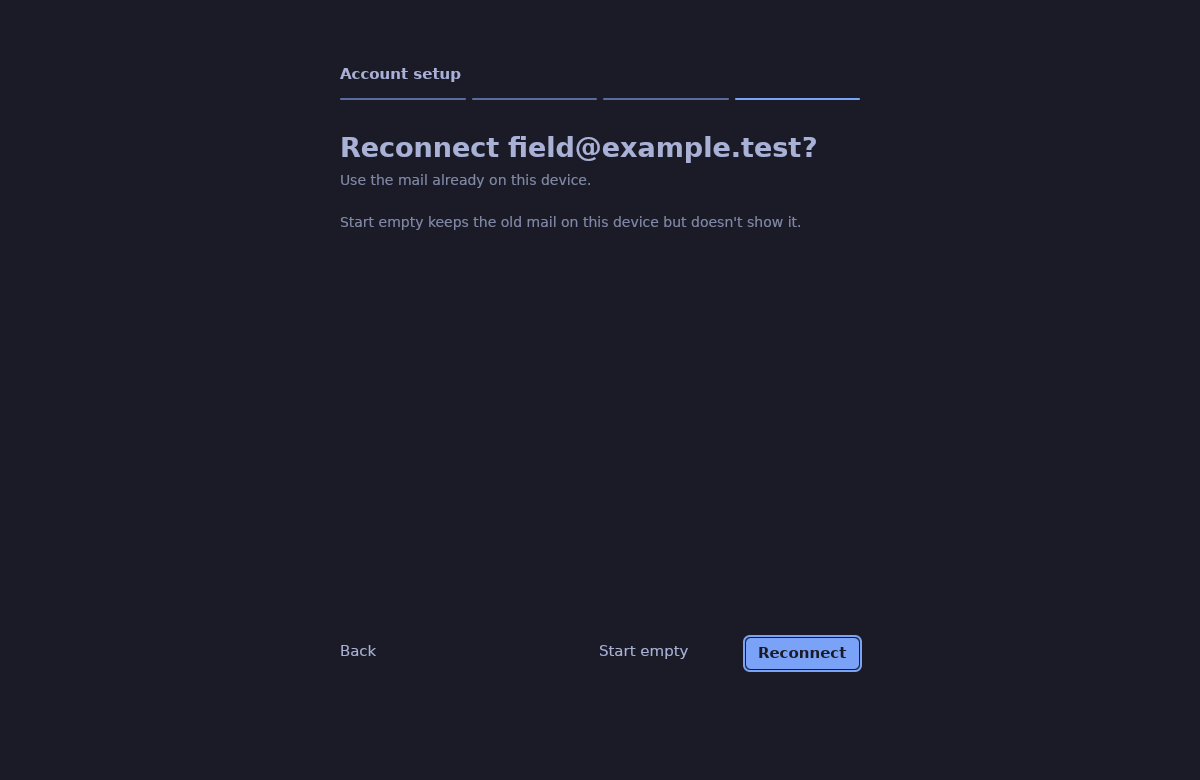 Account setup
Reconnect field@example.test?
Use the mail already on this device.
Start empty keeps the old mail on this device but doesn't show it.
Back
Start empty
Reconnect